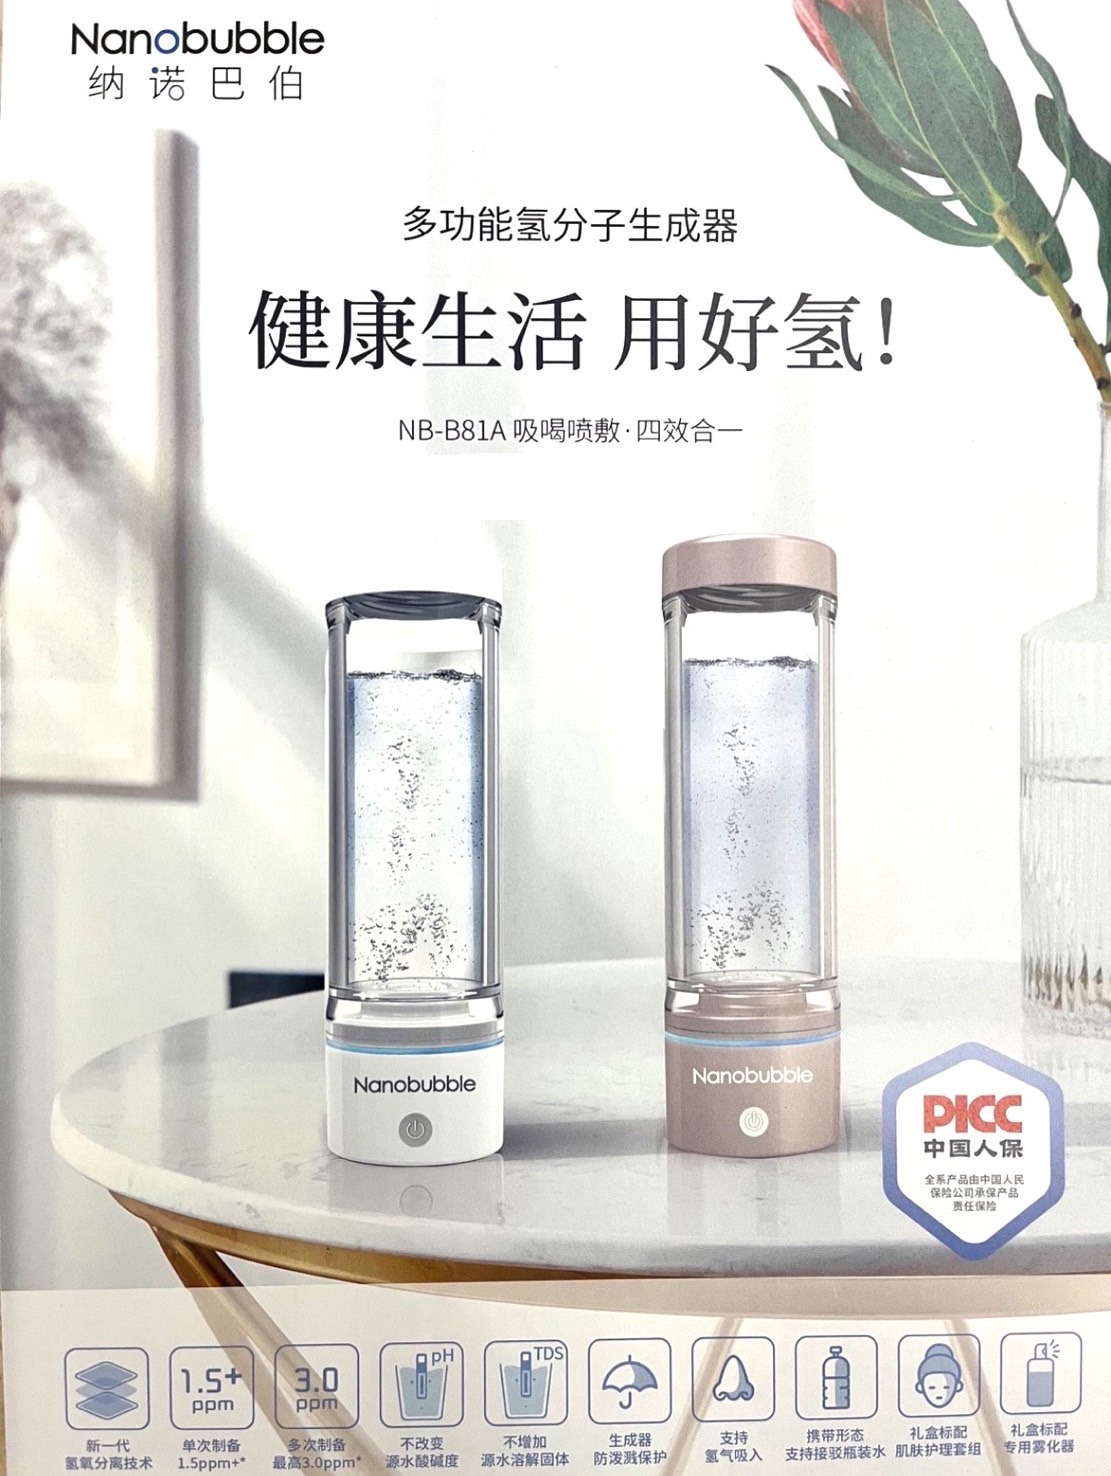 Nanobubble
纳诺巴伯
多功能氢分子生成器
健康生活 用好氢!
NB-B81A 吸喝喷敷·四效合一
Nanobubble
Nanobubble
PICC
中国人保
全系产品由中国人民
保险公司承保产品
责任保险
1.5+
ppm
3.0
ppm
pH
TDS
新一代
氢氧分离技术
单次制备
1.5ppm+*
多次制备
最高3.0ppm*
不改变
源水酸碱度
不增加
源水溶解固体
生成器
防泼溅保护
支持
氢气吸入
携带形态
支持接驳瓶装水
礼盒标配
肌肤护理套组
礼盒标配
专用雾化器